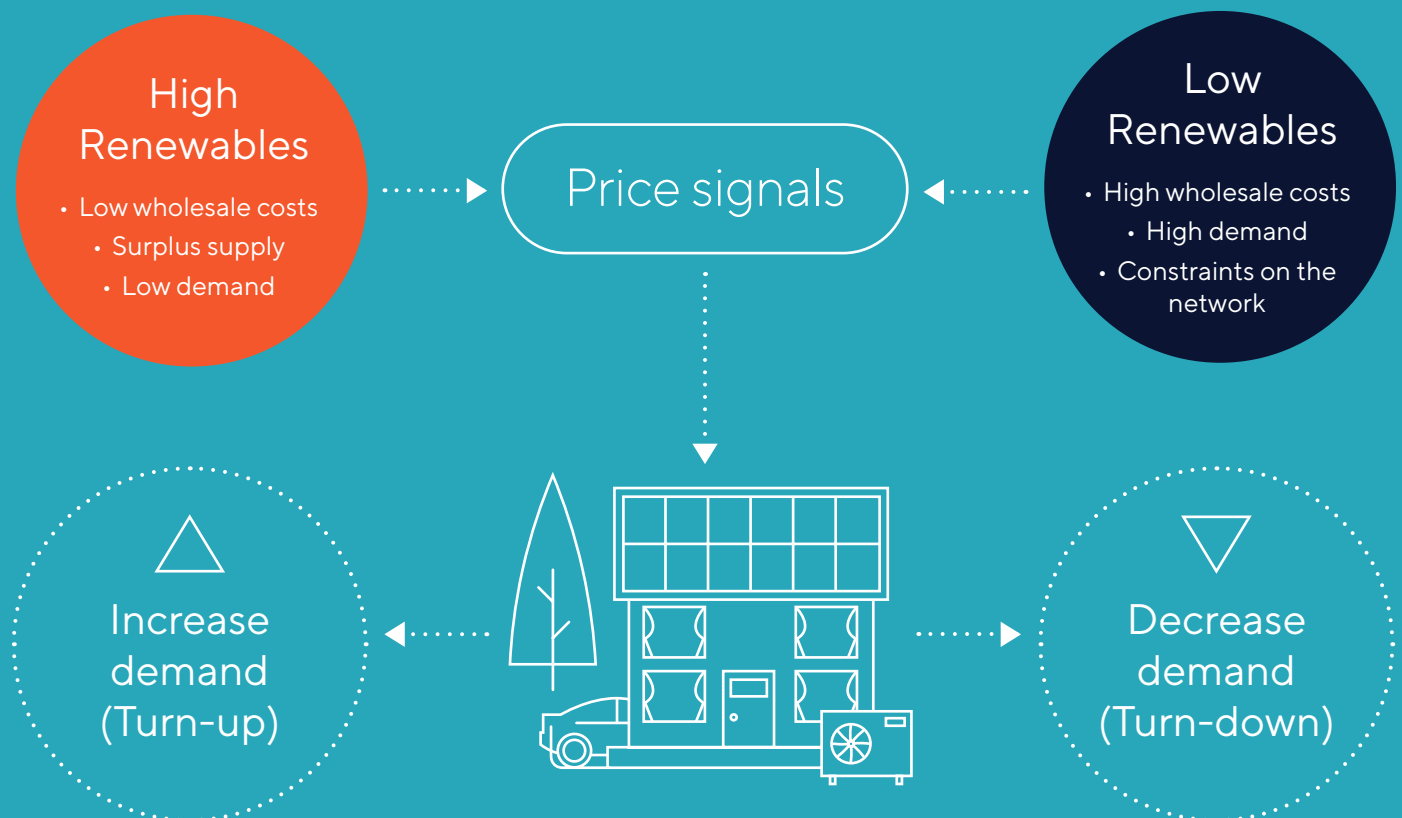 High
Renewables
• Low wholesale costs
• Surplus supply
• Low demand
Price signals
Low
Renewables
• High wholesale costs
• High demand
• Constraints on the
network
Increase
demand
(Turn-up)
Decrease
demand
(Turn-down)